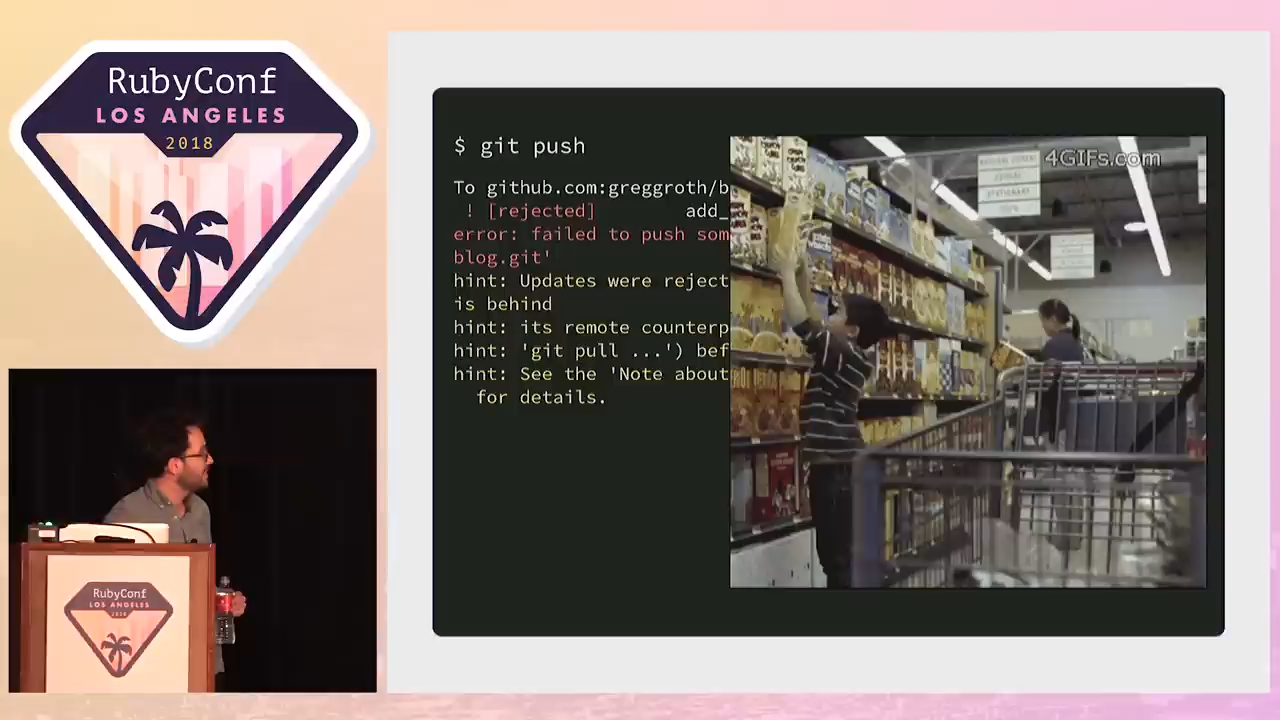 RubyConf
LOS ANGELES
2018
$ git push
To github.com:greggroth/b
! [rejected] add_
error: failed to push som
blog.git'
hint: Updates were reject
is behind
hint: its remote counterp
hint: 'git pull ...') bef
hint: See the 'Note about
for details.
4GIFs.com
RubyConf
LOS ANGELES
2018